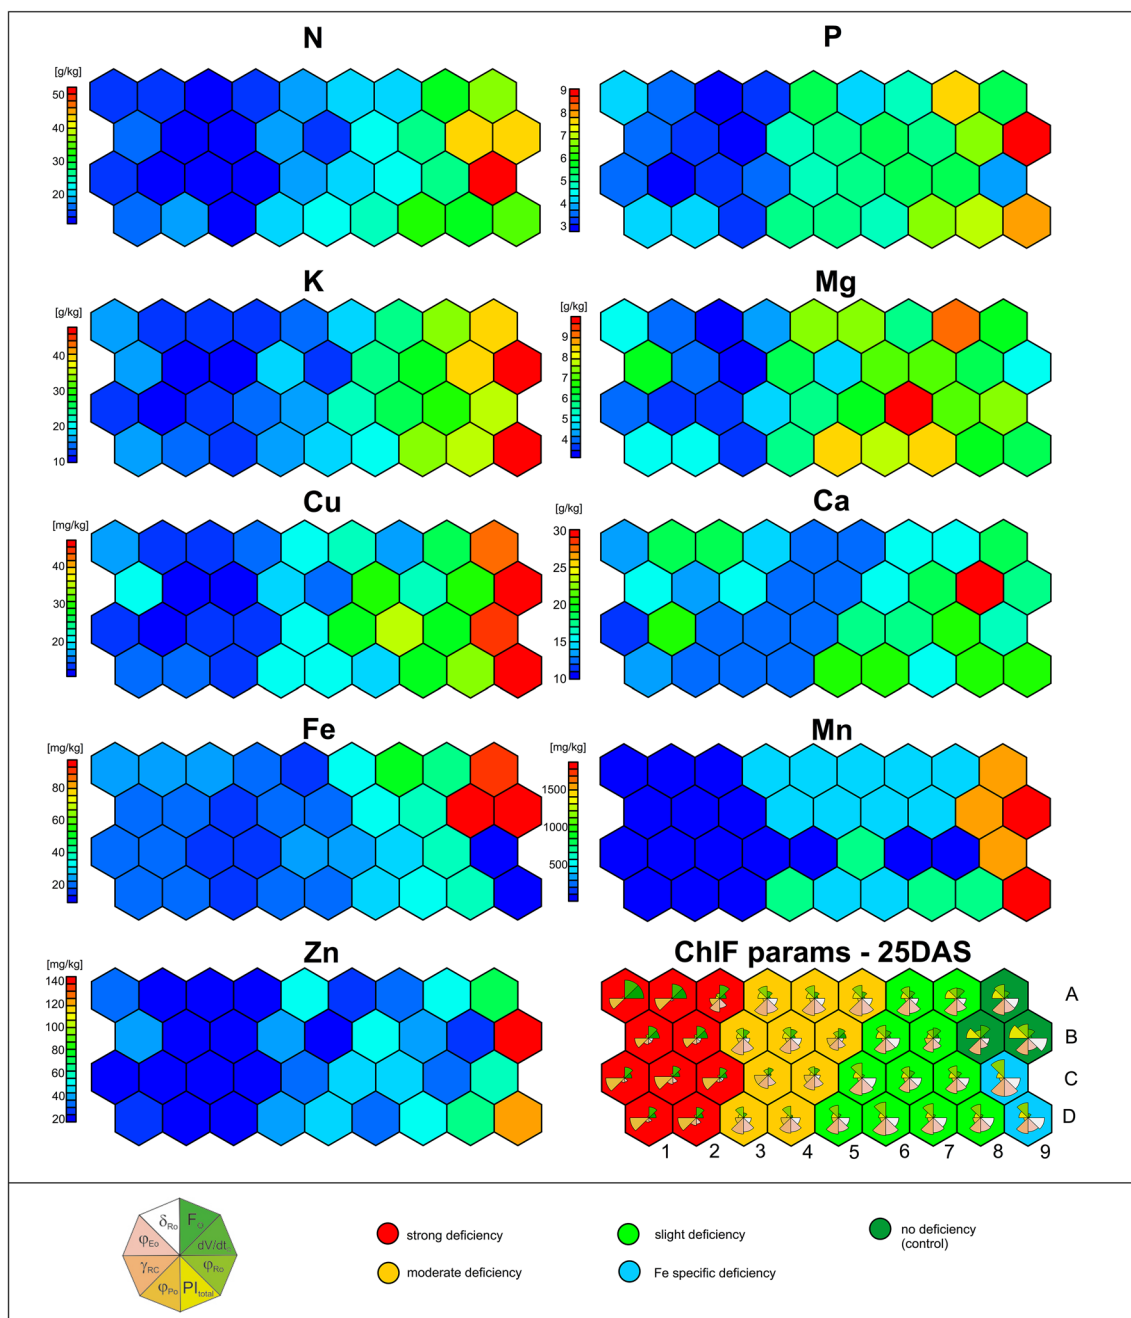 N
P
[g/kg]
50
40
30
20
9
8
7
6
5
4
3
K
Mg
[g/kg]
40
30
20
10
[g/kg]
9
8
7
6
5
4
Cu
Ca
[mg/kg]
40
30
20
[g/kg]
30
25
20
15
10
Fe
Mn
[mg/kg]
80
60
40
20
[mg/kg]
1500
1000
500
Zn
ChlF params - 25DAS
[mg/kg]
140
120
100
80
60
40
20
A
B
C
D
1 2 3 4 5 6 7 8 9
δRo
φEo
γRC
φPo
PItotal
φRo
dV/dt
strong deficiency
moderate deficiency
slight deficiency
Fe specific deficiency
no deficiency
(control)